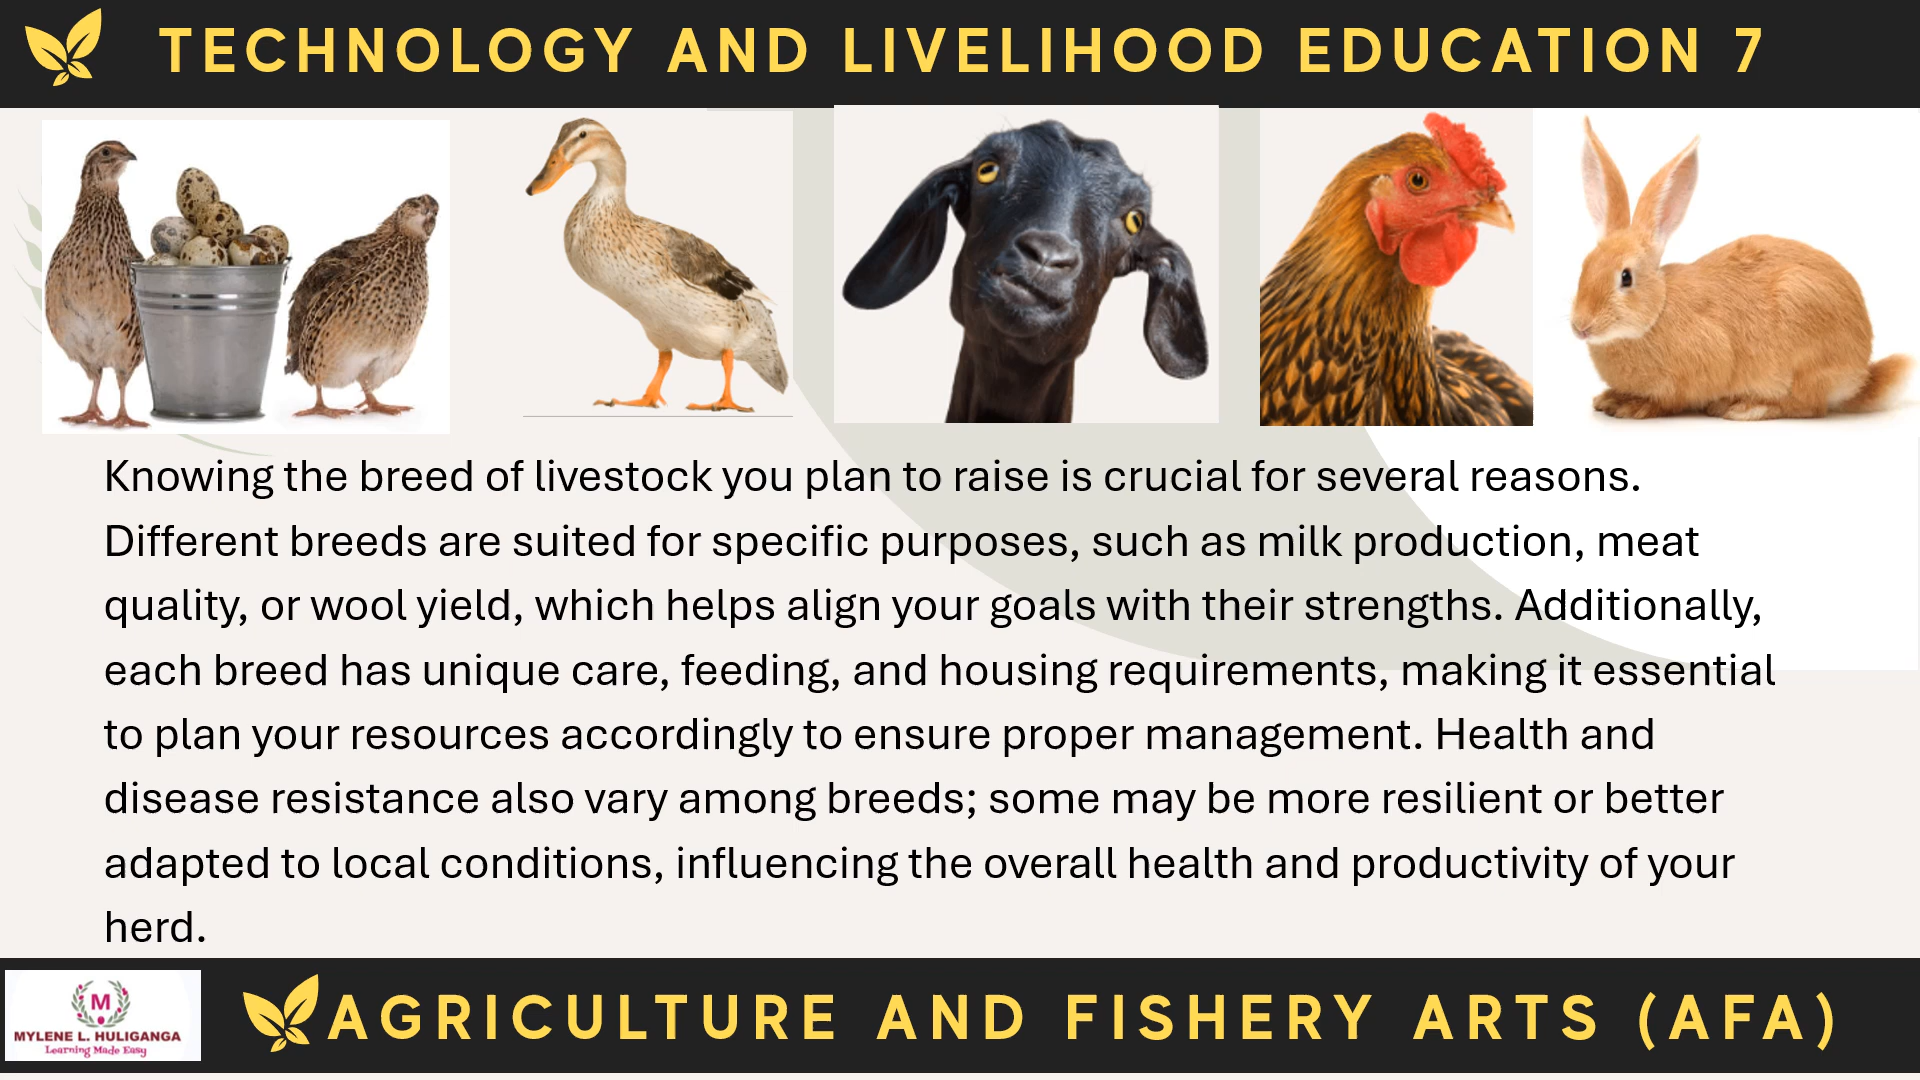 TECHNOLOGY AND LIVELIHOOD EDUCATION 7
Knowing the breed of livestock you plan to raise is crucial for several reasons.
Different breeds are suited for specific purposes, such as milk production, meat
quality, or wool yield, which helps align your goals with their strengths. Additionally,
each breed has unique care, feeding, and housing requirements, making it essential
to plan your resources accordingly to ensure proper management. Health and
disease resistance also vary among breeds; some may be more resilient or better
adapted to local conditions, influencing the overall health and productivity of your
herd.
M
MYLENE L. HULIGANGA
Learning Made Easy
AGRICULTURE AND FISHERY ARTS (AFA)